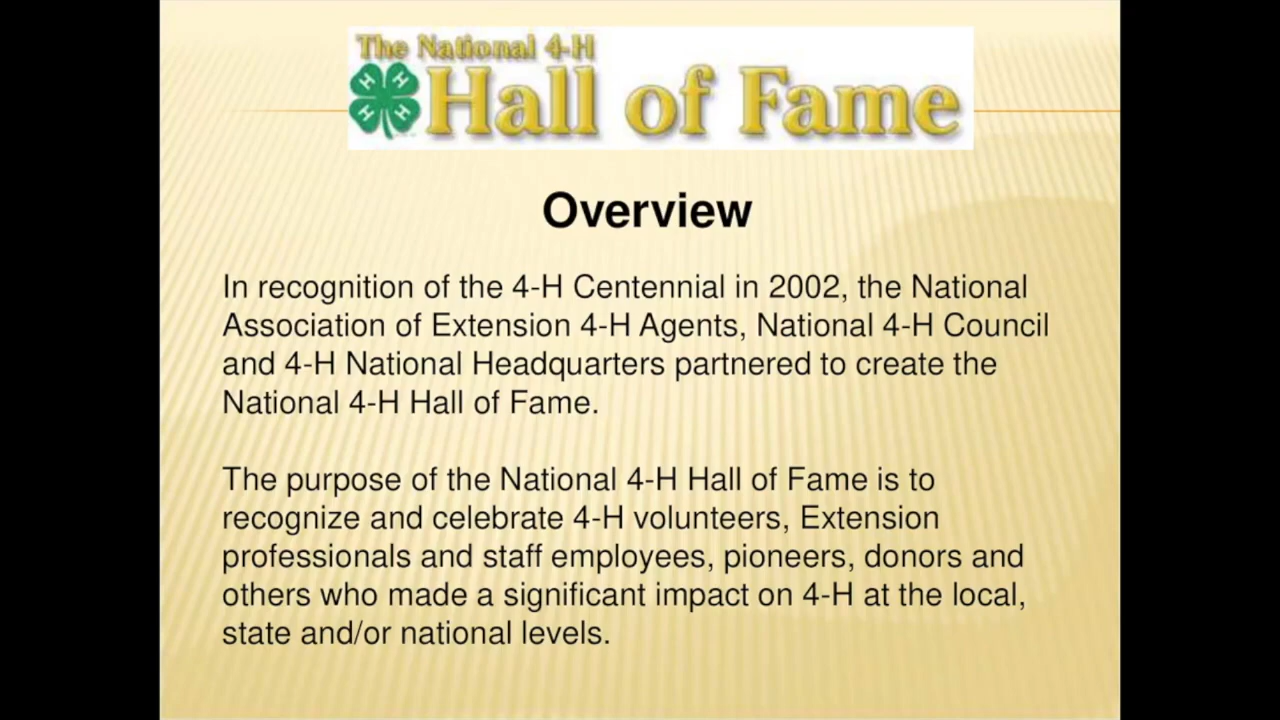 The National 4-H
Hall of Fame
H H
H H
Overview
In recognition of the 4-H Centennial in 2002, the National
Association of Extension 4-H Agents, National 4-H Council
and 4-H National Headquarters partnered to create the
National 4-H Hall of Fame.
The purpose of the National 4-H Hall of Fame is to
recognize and celebrate 4-H volunteers, Extension
professionals and staff employees, pioneers, donors and
others who made a significant impact on 4-H at the local,
state and/or national levels.